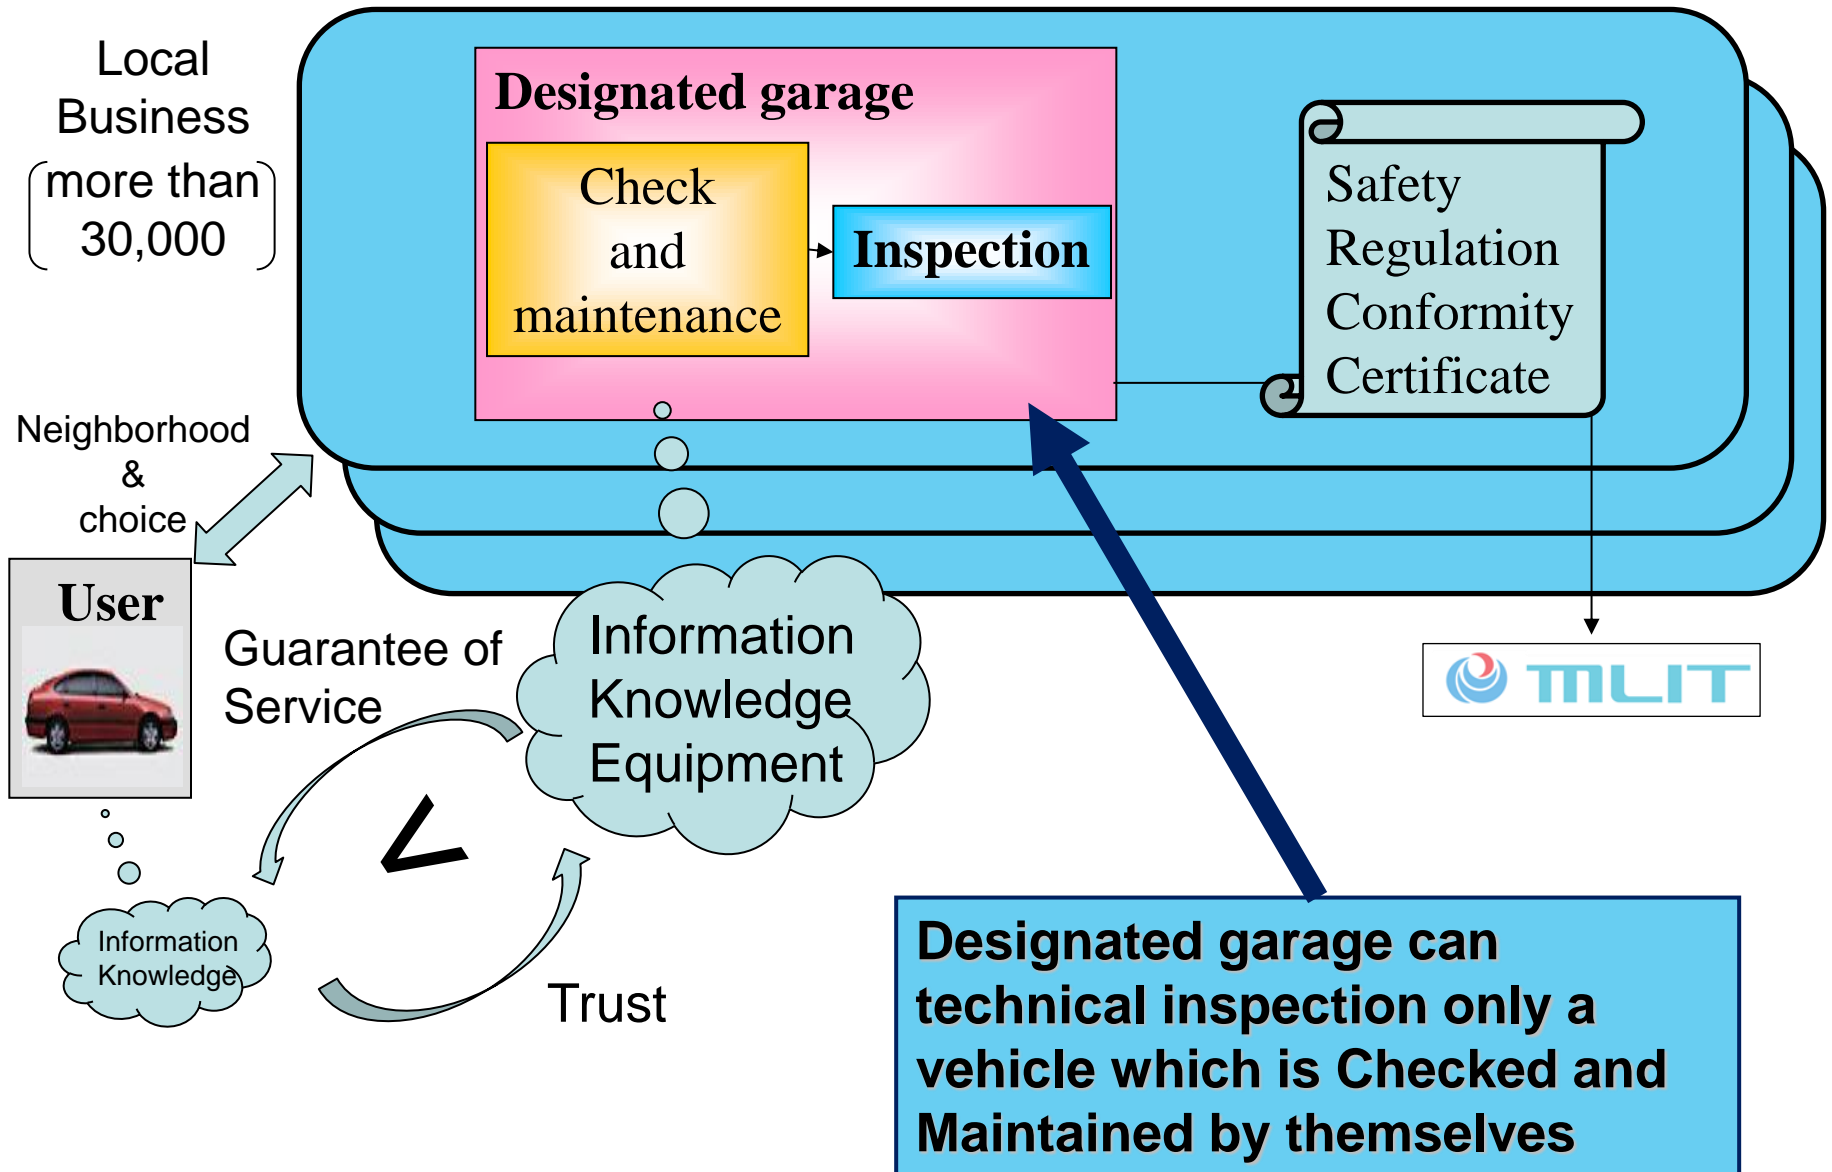 Local
Business
more than
30,000
Designated garage
Check
and
maintenance
Inspection
Safety
Regulation
Conformity
Certificate
Neighborhood
&
choice
User
Guarantee of
Service
Information
Knowledge
Equipment
MLIT
<
Information
Knowledge
Trust
Designated garage can
technical inspection only a
vehicle which is Checked and
Maintained by themselves